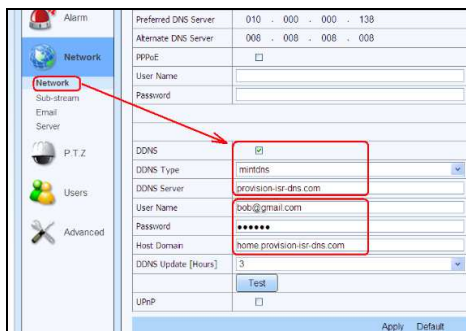 Alarm
Network
Network
Sub-stream
Email
Server
P.T.Z
Users
Advanced
Preferred DNS Server 010 . 000 . 000 . 138
Alternate DNS Server 008 . 008 . 008 . 008
PPPoE
User Name
Password
DDNS
DDNS Type mintdns
DDNS Server provision-isr-dns.com
User Name bob@gmail.com
Password ••••••
Host Domain home.provision-isr-dns.com
DDNS Update [Hours] 3
Test
UPnP
Apply Default